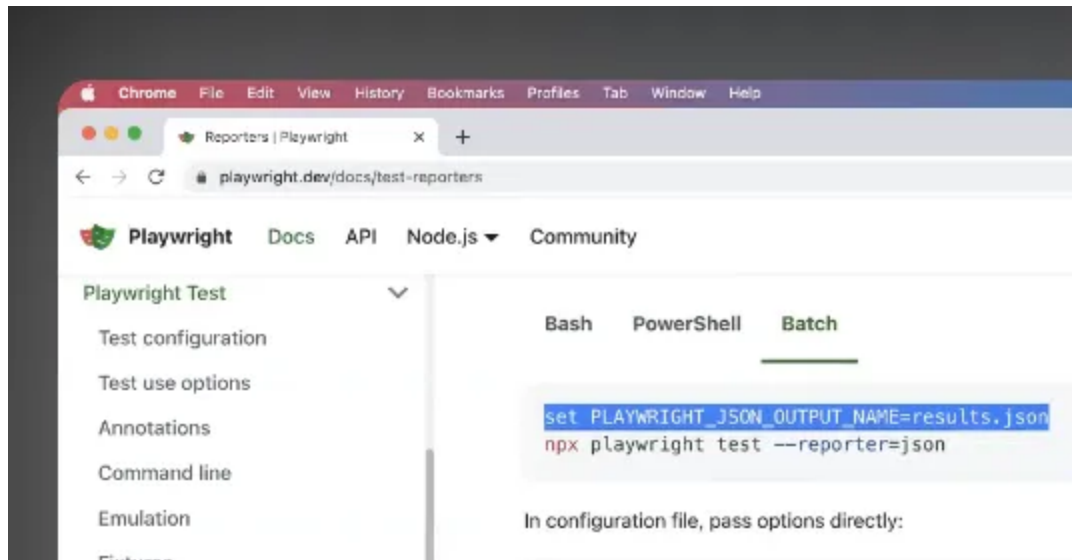 Chrome File Edit View History Bookmarks Profiles Tab Window Help
Reporters | Playwright
playwright.dev/docs/test-reporters
Playwright Docs API Node.js Community
Playwright Test
Test configuration
Test use options
Annotations
Command line
Emulation
Bash PowerShell Batch
set PLAYWRIGHT_JSON_OUTPUT_NAME=results.json
npx playwright test --reporter=json
In configuration file, pass options directly: